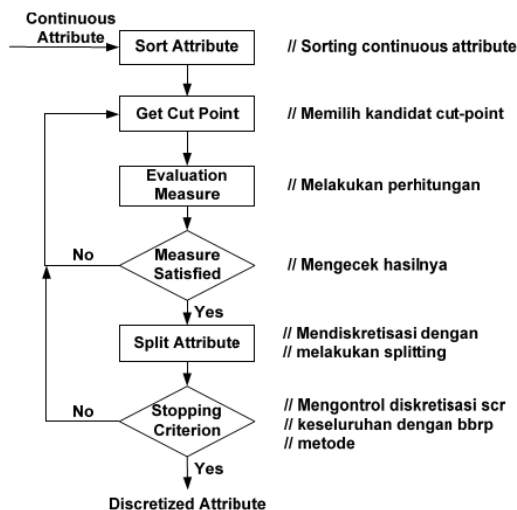 Continuous
Attribute
Sort Attribute
// Sorting continuous attribute
Get Cut Point
// Memilih kandidat cut-point
Evaluation
Measure
// Melakukan perhitungan
No
Measure
Satisfied
// Mengecek hasilnya
Yes
Split Attribute
// Mendiskretisasi dengan
// melakukan splitting
No
Stopping
Criterion
// Mengontrol diskretisasi scr
// keseluruhan dengan bbrp
// metode
Yes
Discretized Attribute